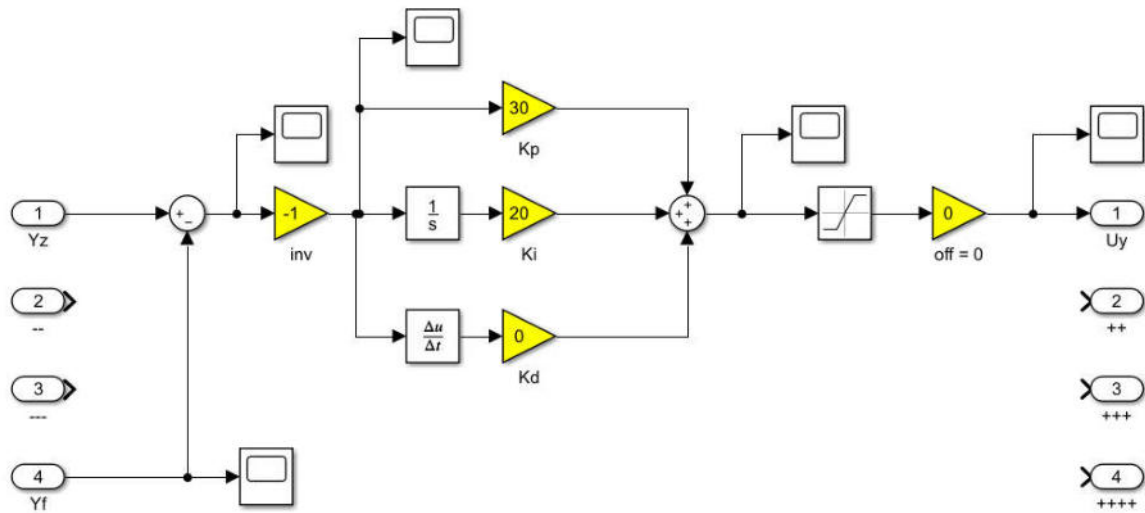 30
Kp
+
-
-1
inv
1
s
20
Ki
+
+
+
0
off = 0
1
Yz
1
Uy
2
--
2
++
Δu
Δt
0
Kd
3
---
3
+++
4
Yf
4
++++